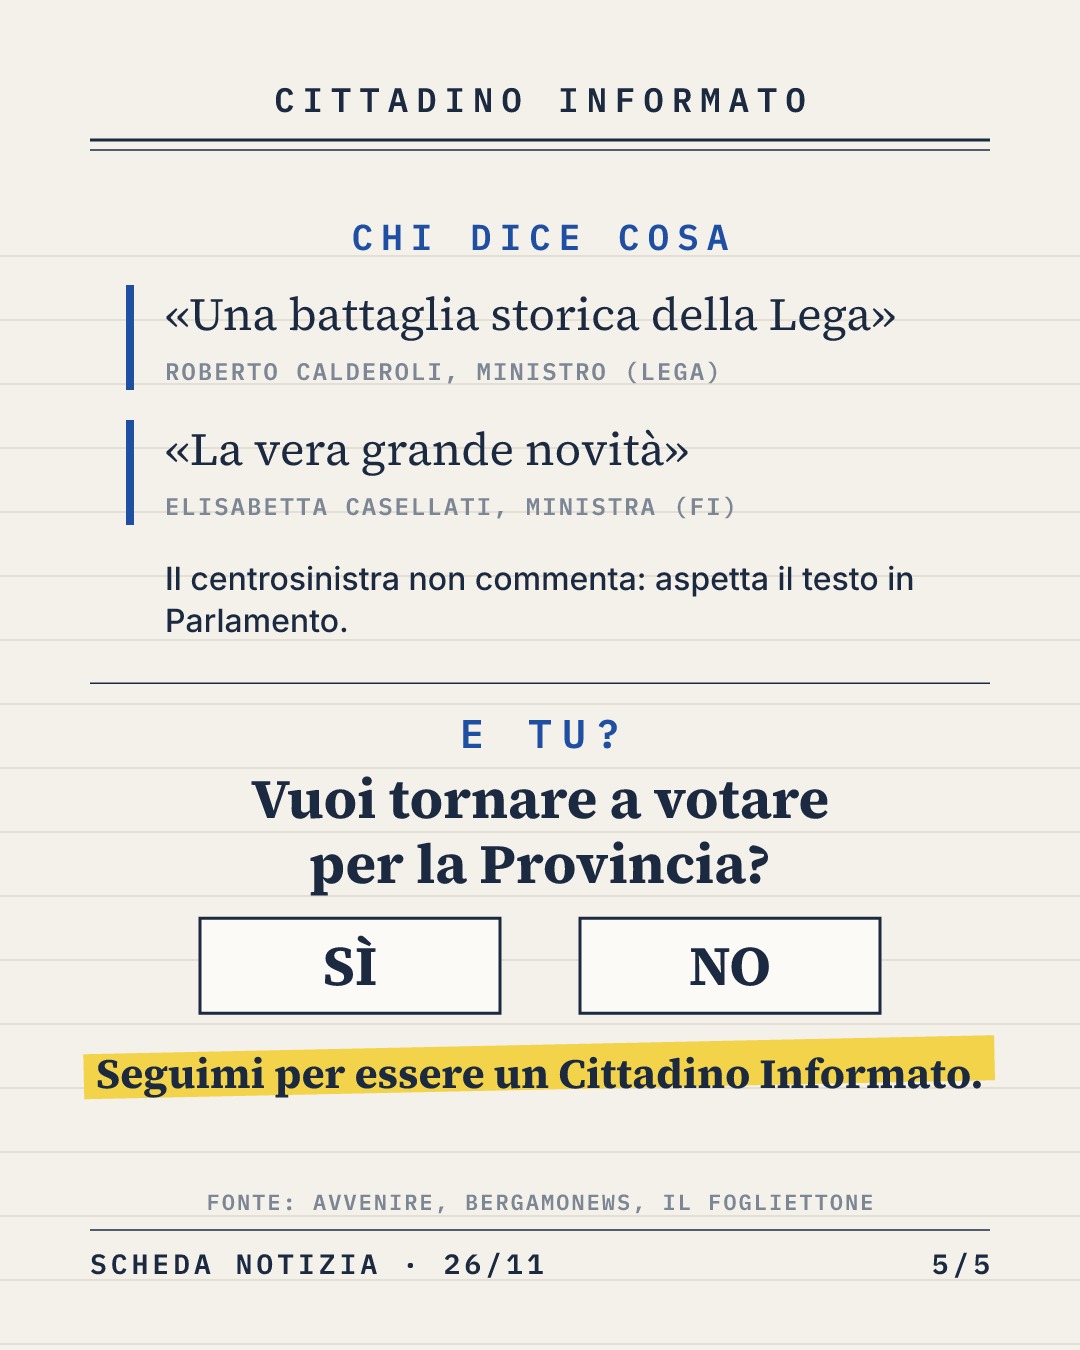 CITTADINO INFORMATO
CHI DICE COSA
«Una battaglia storica della Lega»
ROBERTO CALDEROLI, MINISTRO (LEGA)
«La vera grande novità»
ELISABETTA CASELLATI, MINISTRA (FI)
Il centrosinistra non commenta: aspetta il testo in
Parlamento.
E TU?
Vuoi tornare a votare
per la Provincia?
SÌ
NO
Seguimi per essere un Cittadino Informato.
FONTE: AVVENIRE, BERGAMONEWS, IL FOGLIETTONE
SCHEDA NOTIZIA · 26/11
5/5